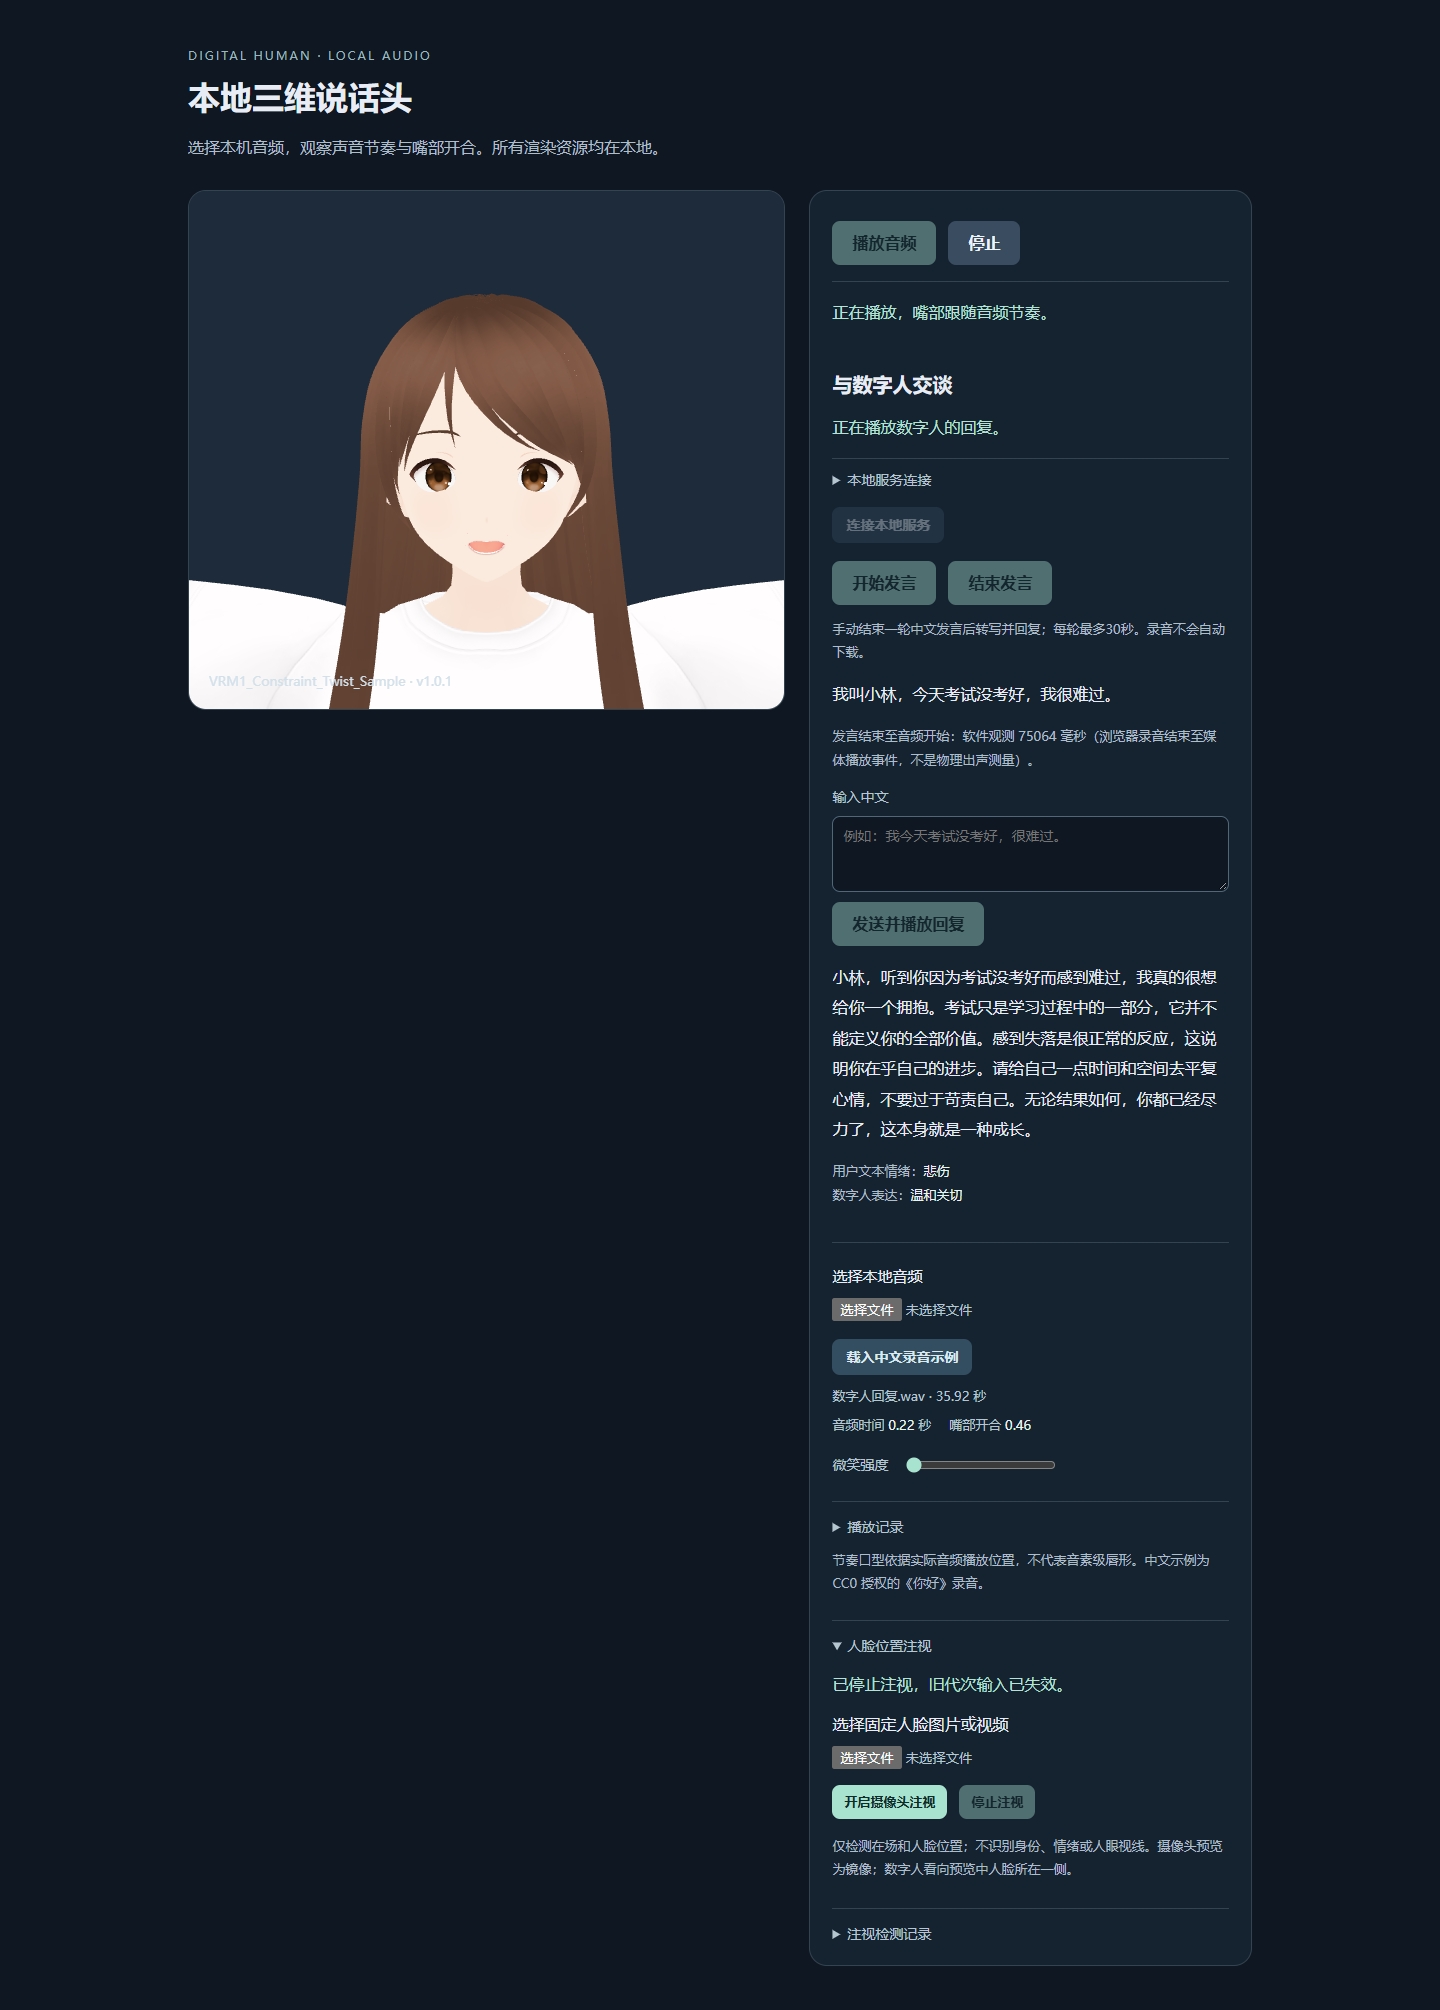 DIGITAL HUMAN · LOCAL AUDIO
本地三维说话头
选择本机音频，观察声音节奏与嘴部开合。所有渲染资源均在本地。
VRM1_Constraint_Twist_Sample · v1.0.1
播放音频 停止
正在播放，嘴部跟随音频节奏。
与数字人交谈
正在播放数字人的回复。
▶ 本地服务连接
连接本地服务
开始发言 结束发言
手动结束一轮中文发言后转写并回复；每轮最多30秒。录音不会自动
下载。
我叫小林，今天考试没考好，我很难过。
发言结束至音频开始：软件观测 75064 毫秒（浏览器录音结束至媒
体播放事件，不是物理出声测量）。
输入中文
例如：我今天考试没考好，很难过。
发送并播放回复
小林，听到你因为考试没考好而感到难过，我真的很想
给你一个拥抱。考试只是学习过程中的一部分，它并不
能定义你的全部价值。感到失落是很正常的反应，这说
明你在乎自己的进步。请给自己一点时间和空间去平复
心情，不要过于苛责自己。无论结果如何，你都已经尽
力了，这本身就是一种成长。
用户文本情绪：悲伤
数字人表达：温和关切
选择本地音频
选择文件 未选择文件
载入中文录音示例
数字人回复.wav · 35.92 秒
音频时间 0.22 秒 嘴部开合 0.46
微笑强度
▶ 播放记录
节奏口型依据实际音频播放位置，不代表音素级唇形。中文示例为
CC0 授权的《你好》录音。
▼ 人脸位置注视
已停止注视，旧代次输入已失效。
选择固定人脸图片或视频
选择文件 未选择文件
开启摄像头注视 停止注视
仅检测在场和人脸位置；不识别身份、情绪或人眼视线。摄像头预览
为镜像；数字人看向预览中人脸所在一侧。
▶ 注视检测记录